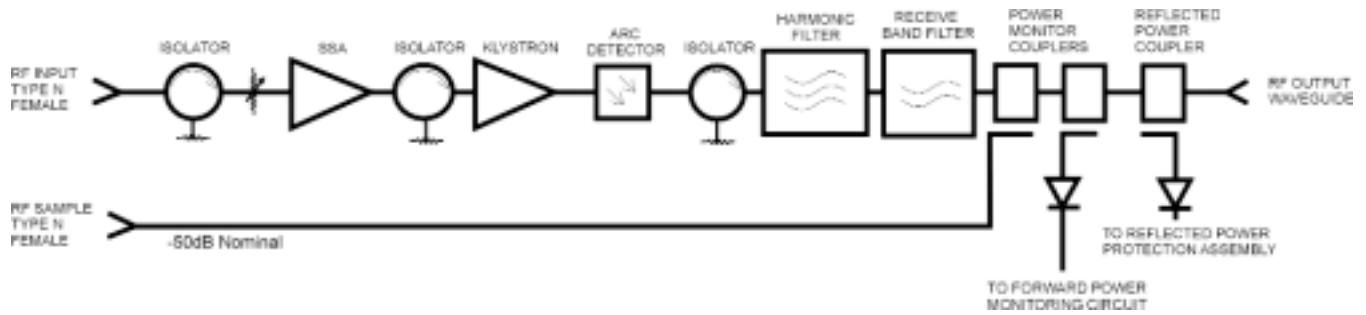 ISOLATOR
SSA
ISOLATOR
KLYSTRON
ARC
DETECTOR
ISOLATOR
HARMONIC
FILTER
RECEIVE
BAND FILTER
POWER
MONITOR
COUPLERS
REFLECTED
POWER
COUPLER
RF INPUT
TYPE N
FEMALE
RF OUTPUT
WAVEGUIDE
RF SAMPLE
TYPE N
FEMALE
-50dB Nominal
TO REFLECTED POWER
PROTECTION ASSEMBLY
TO FORWARD POWER
MONITORING CIRCUIT